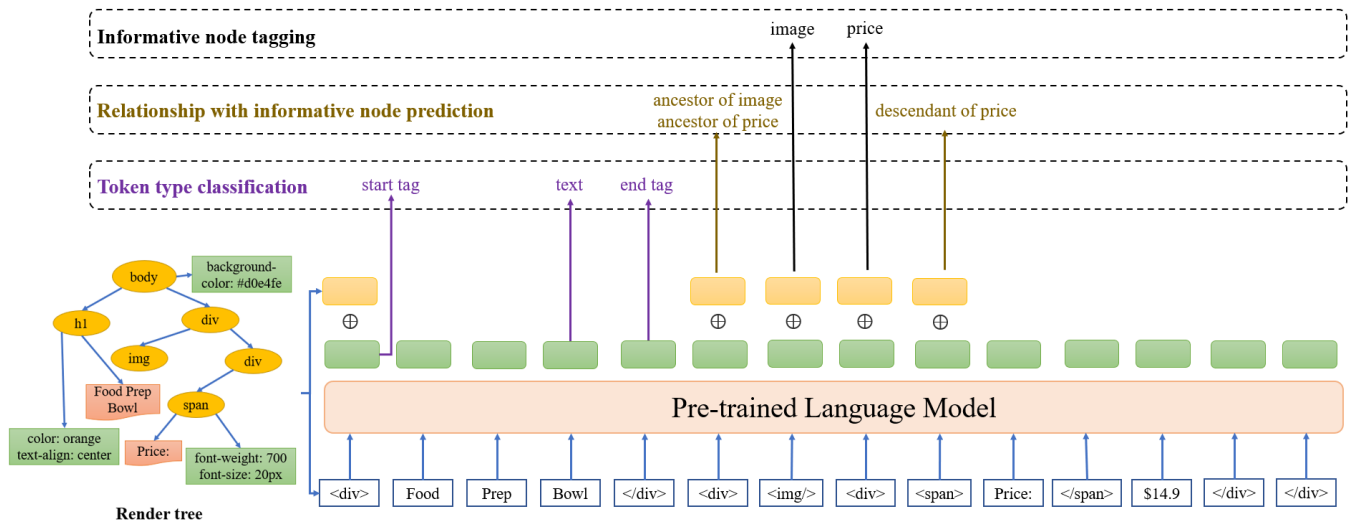 Informative node tagging
image
price
Relationship with informative node prediction
ancestor of image
ancestor of price
descendant of price
Token type classification
start tag
text
end tag
body
background-
color: #d0e4fe
h1
div
img
div
Food Prep
Bowl
span
color: orange
text-align: center
Price:
font-weight: 700
font-size: 20px
Render tree
Pre-trained Language Model
<div>
Food
Prep
Bowl
</div>
<div>
<img/>
<div>
<span>
Price:
</span>
$14.9
</div>
</div>